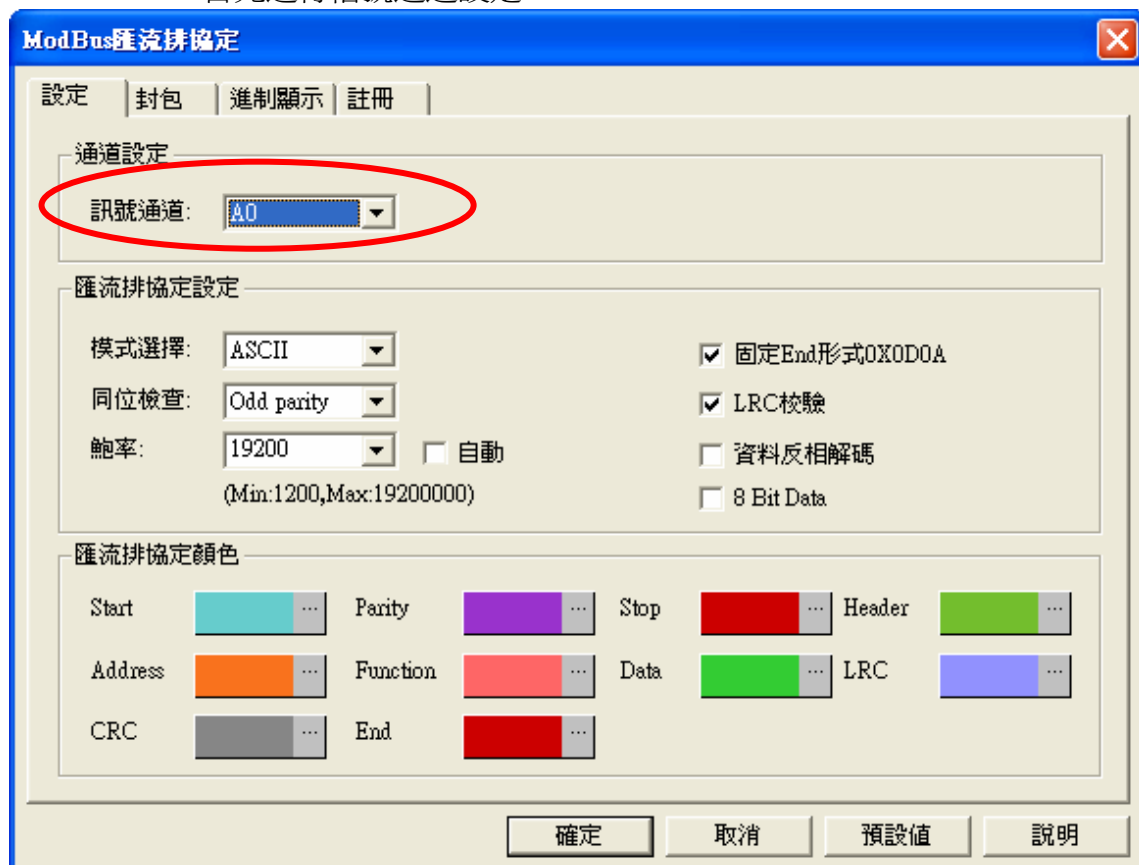 ModBus匯流排協定
設定 封包 進制顯示 註冊
通道設定
訊號通道: A0
匯流排協定設定
模式選擇: ASCII
固定End形式0X0D0A
同位檢查: Odd parity
LRC校驗
鮑率: 19200 自動
資料反相解碼
(Min:1200,Max:19200000)
8 Bit Data
匯流排協定顏色
Start ... Parity ... Stop ... Header ...
Address ... Function ... Data ... LRC ...
CRC ... End ...
確定 取消 預設值 說明